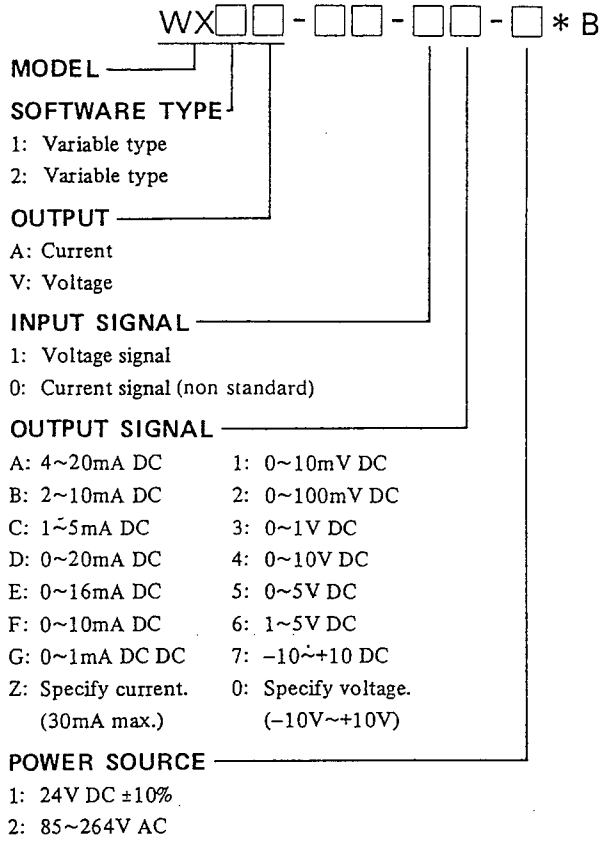 WX□□-□□-□□-□*B
MODEL
SOFTWARE TYPE
1: Variable type
2: Variable type
OUTPUT
A: Current
V: Voltage
INPUT SIGNAL
1: Voltage signal
0: Current signal (non standard)
OUTPUT SIGNAL
A: 4~20mA DC 1: 0~10mV DC
B: 2~10mA DC 2: 0~100mV DC
C: 1~5mA DC 3: 0~1V DC
D: 0~20mA DC 4: 0~10V DC
E: 0~16mA DC 5: 0~5V DC
F: 0~10mA DC 6: 1~5V DC
G: 0~1mA DC DC 7: -10~+10 DC
Z: Specify current. 0: Specify voltage.
(30mA max.) (-10V~+10V)
POWER SOURCE
1: 24V DC ±10%
2: 85~264V AC